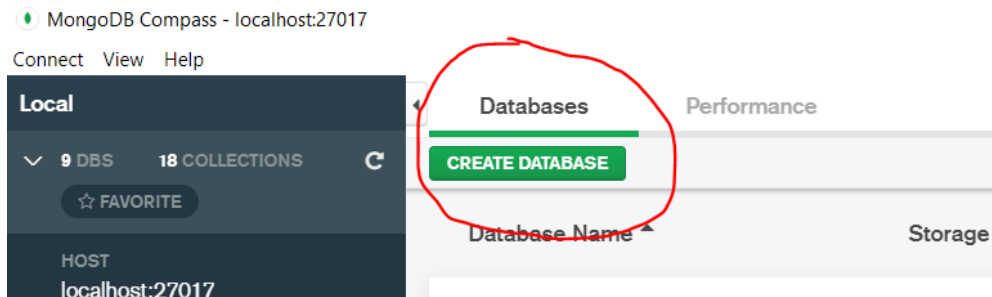 MongoDB Compass - localhost:27017
Connect View Help
Local
Databases Performance
9 DBS 18 COLLECTIONS
CREATE DATABASE
FAVORITE
Database Name Storage
HOST
localhost:27017